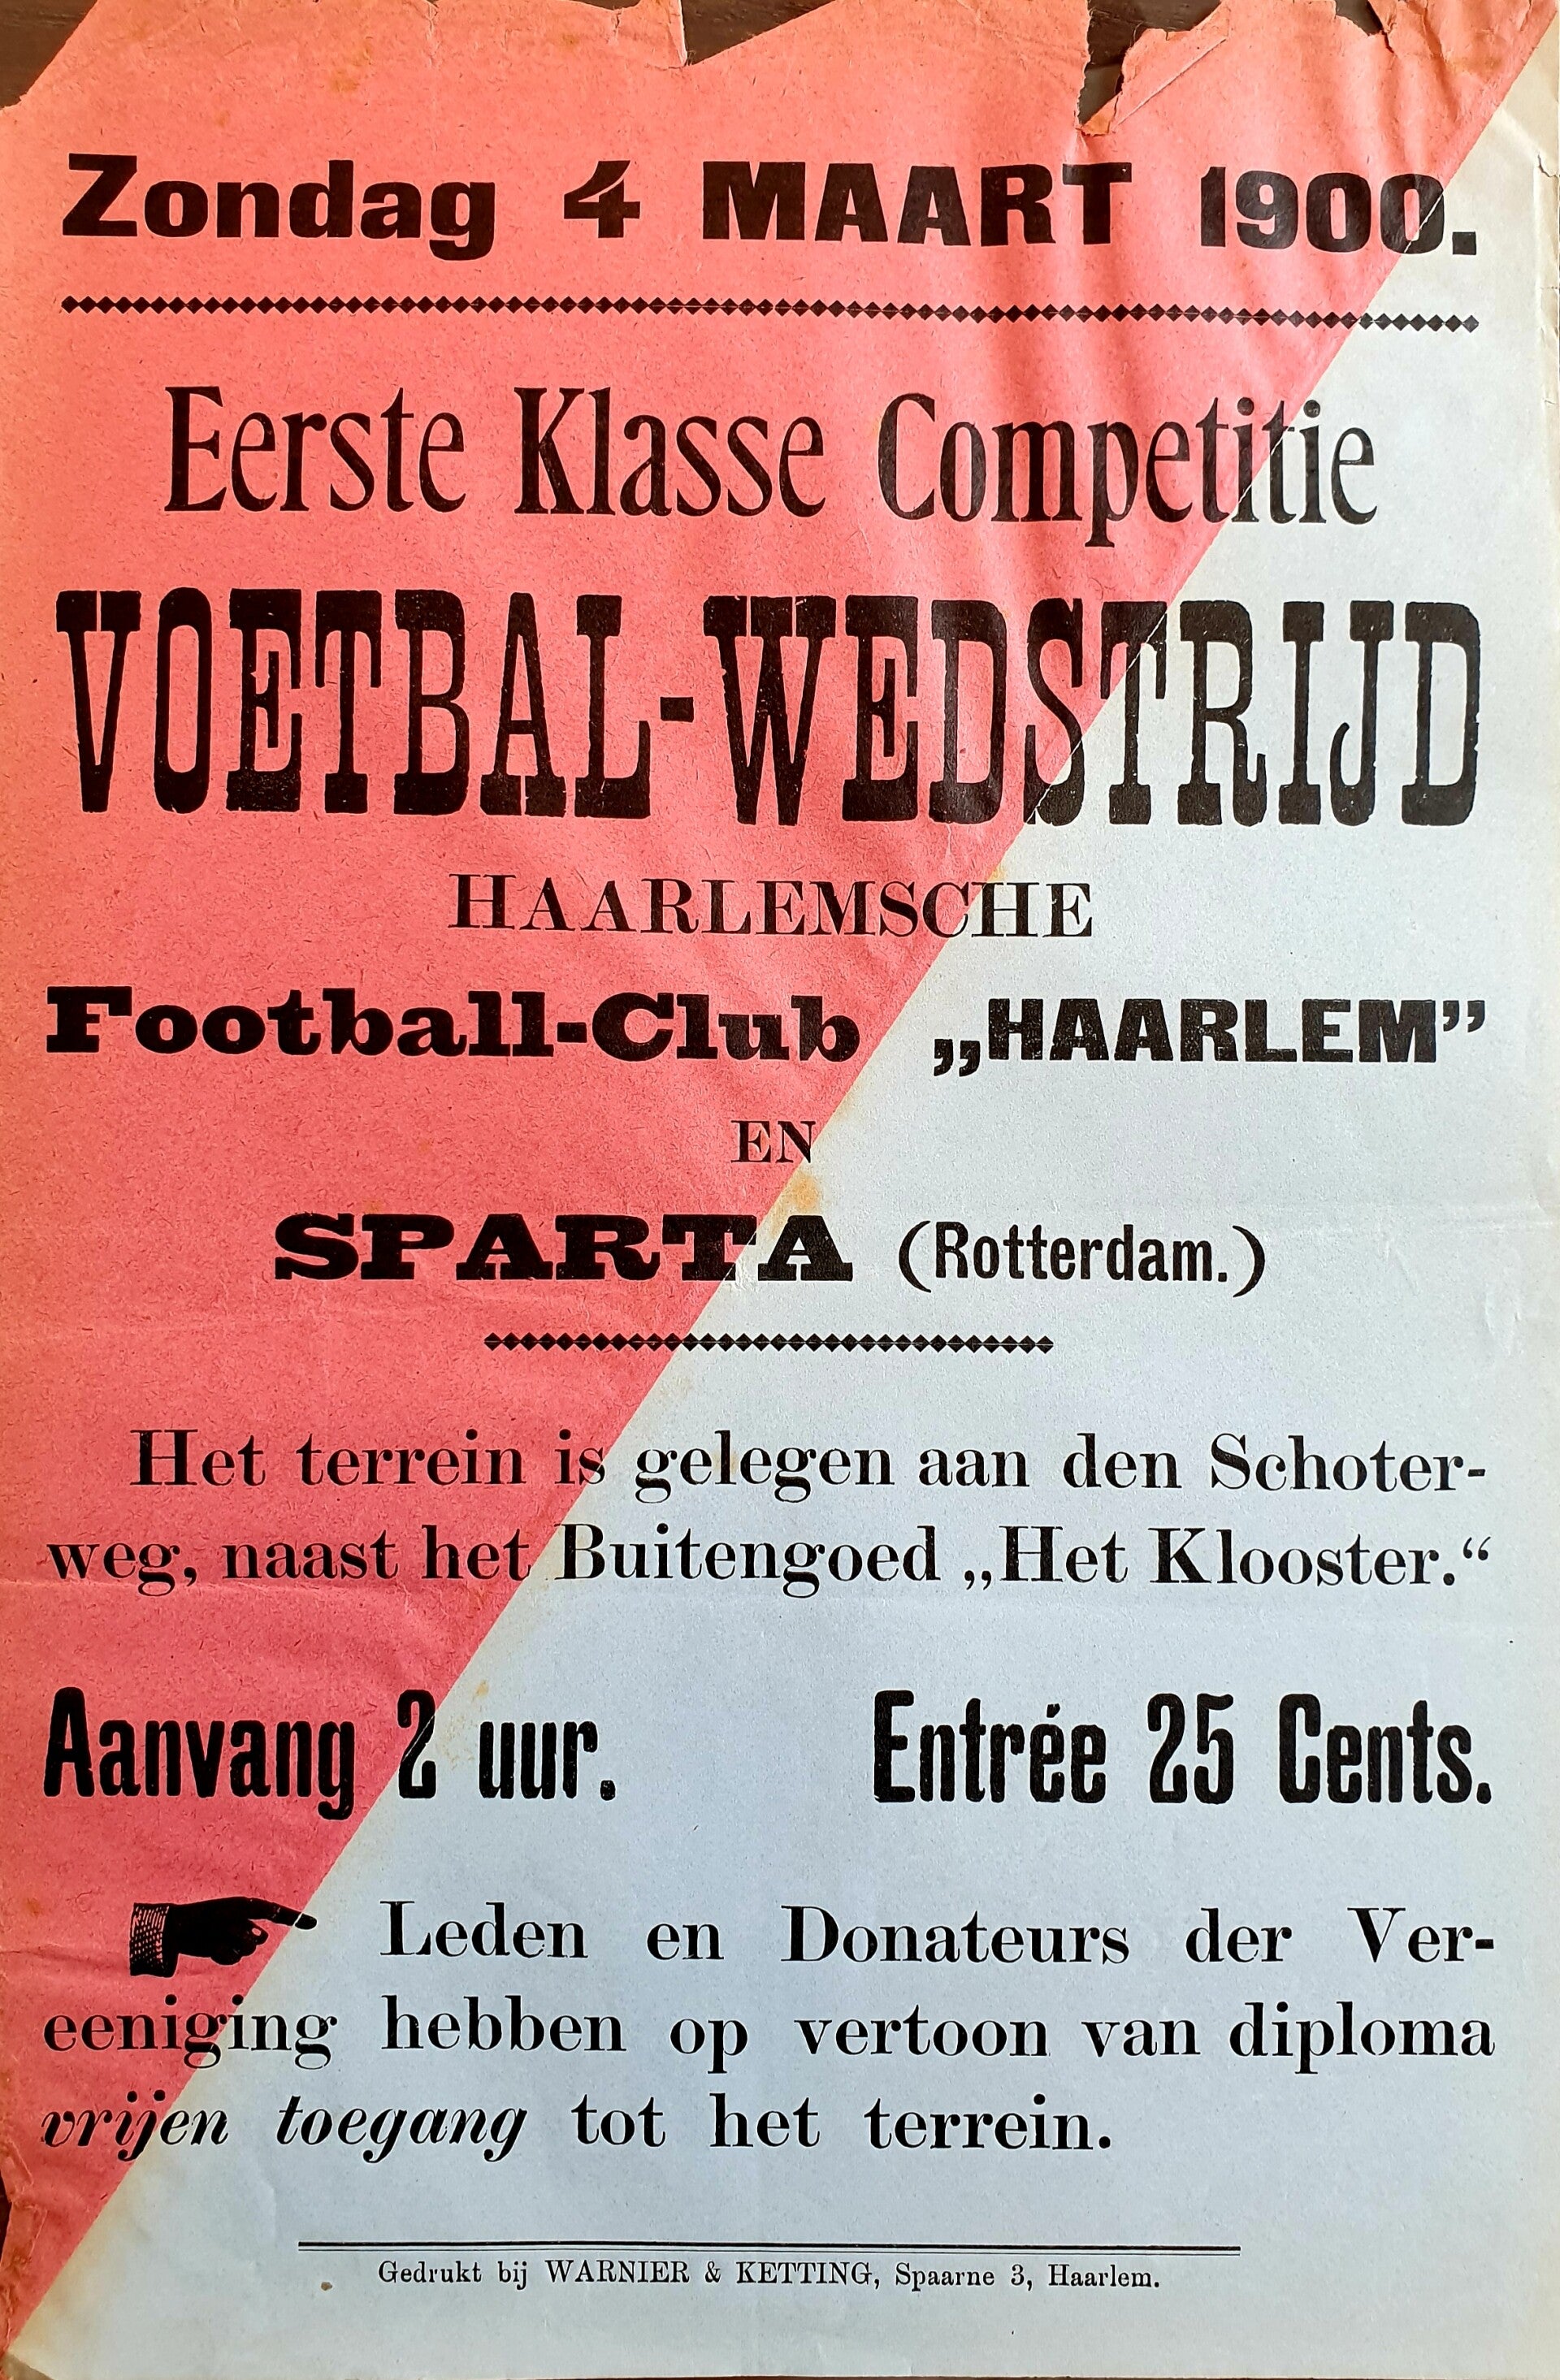 Zondag 4 MAART 1900.
Eerste Klasse Competitie
VOETBAL-WEDSTRIJD
HAARLEMSCHE
Football-Club „HAARLEM”
EN
SPARTA (Rotterdam.)
Het terrein is gelegen aan den Schoter-
weg, naast het Buitengoed „Het Klooster.“
Aanvang 2 uur. Entrée 25 Cents.
Leden en Donateurs der Ver-
eeniging hebben op vertoon van diploma
vrijen toegang tot het terrein.
Gedrukt bij WARNIER & KETTING, Spaarne 3, Haarlem.